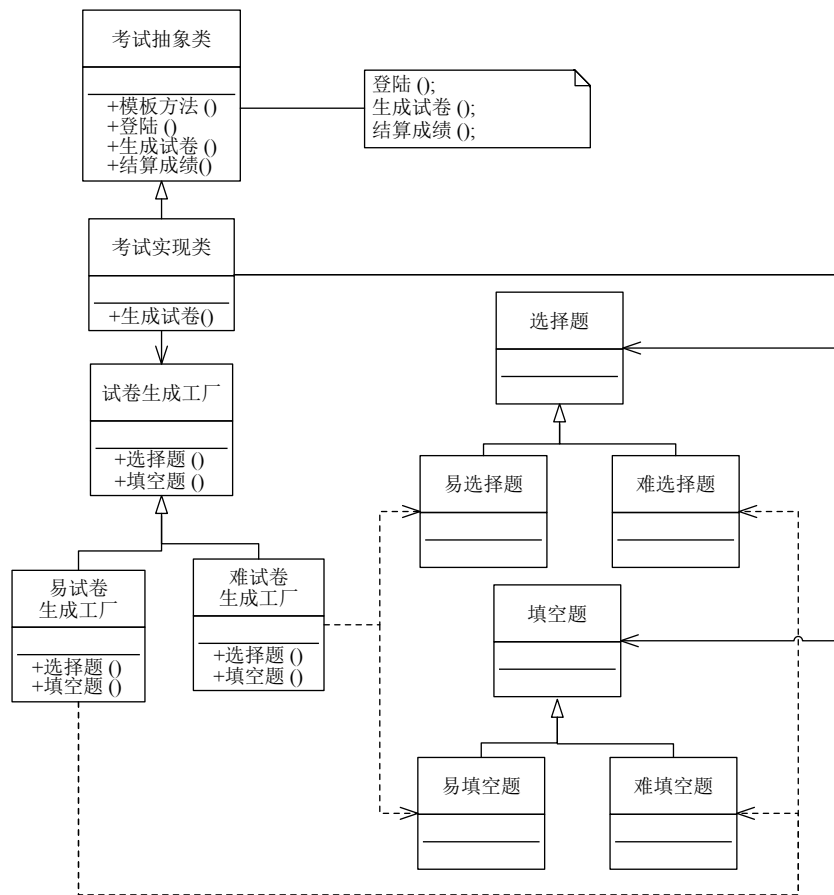 考试抽象类
+模板方法 ()
+登陆 ()
+生成试卷 ()
+结算成绩()
登陆 ();
生成试卷 ();
结算成绩 ();
考试实现类
+生成试卷()
选择题
试卷生成工厂
+选择题 ()
+填空题 ()
易选择题
难选择题
易试卷
生成工厂
+选择题 ()
+填空题 ()
难试卷
生成工厂
+选择题 ()
+填空题 ()
填空题
易填空题
难填空题